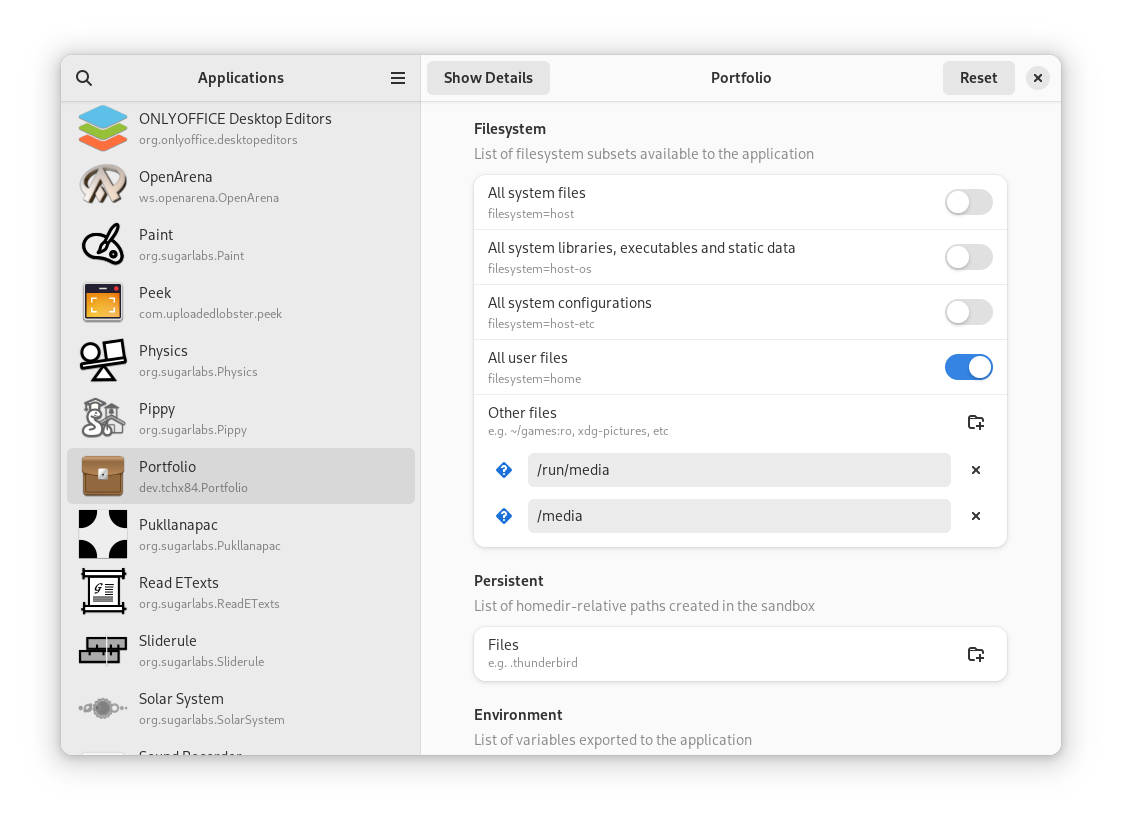 Applications
ONLYOFFICE Desktop Editors
org.onlyoffice.desktopeditors
OpenArena
ws.openarena.OpenArena
Paint
org.sugarlabs.Paint
Peek
com.uploadedlobster.peek
Physics
org.sugarlabs.Physics
Pippy
org.sugarlabs.Pippy
Portfolio
dev.tchx84.Portfolio
Pukllanapac
org.sugarlabs.Pukllanapac
Read ETexts
org.sugarlabs.ReadETexts
Sliderule
org.sugarlabs.Sliderule
Solar System
org.sugarlabs.SolarSystem
Sound Recorder
Show Details
Portfolio
Reset
Filesystem
List of filesystem subsets available to the application
All system files
filesystem=host
All system libraries, executables and static data
filesystem=host-os
All system configurations
filesystem=host-etc
All user files
filesystem=home
Other files
e.g. ~/games:ro, xdg-pictures, etc
/run/media
/media
Persistent
List of homedir-relative paths created in the sandbox
Files
e.g. .thunderbird
Environment
List of variables exported to the application